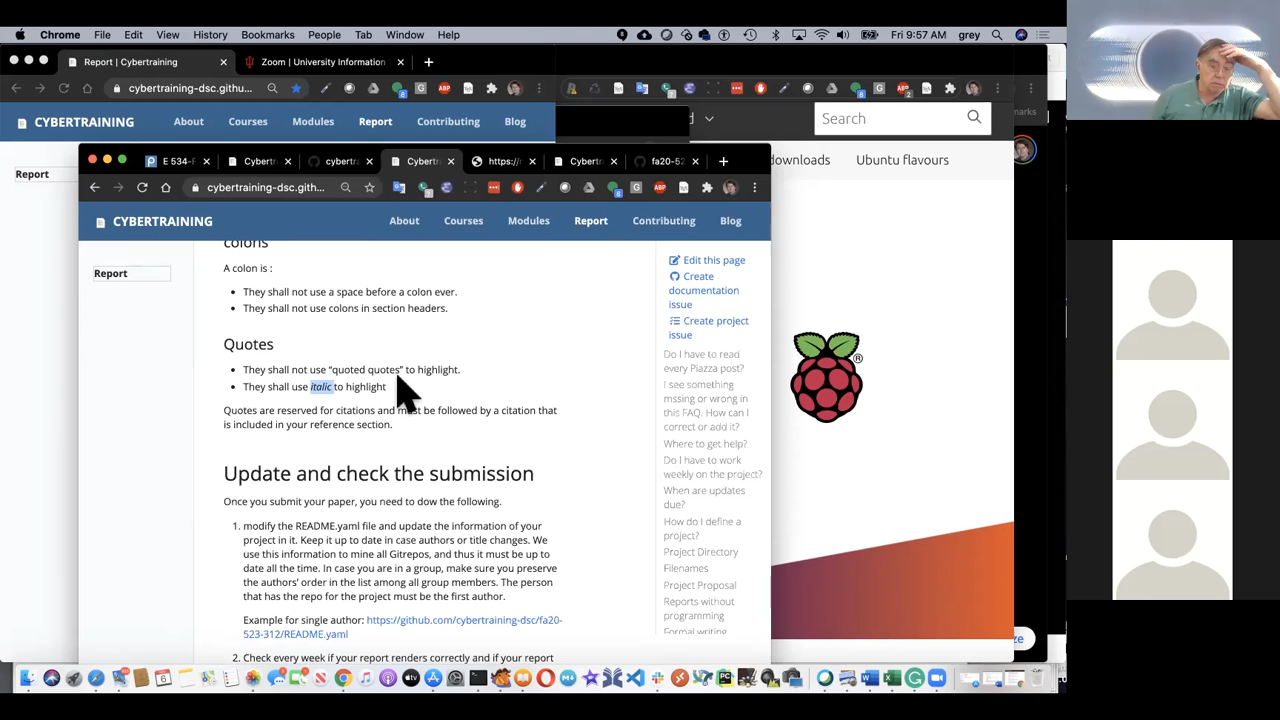 Chrome File Edit View History Bookmarks People Tab Window Help Fri 9:57 AM grey
Report | Cybertraining
Zoom | University Information
cybertraining-dsc.githu...
CYBERTRAINING
About Courses Modules Report Contributing Blog
Search
downloads Ubuntu flavours
Report
E 534-F
Cybertr
cybertra
Cybertr
https://r
Cybertr
fa20-52
cybertraining-dsc.gith...
CYBERTRAINING
About Courses Modules Report Contributing Blog
Report
colons
A colon is :
• They shall not use a space before a colon ever.
• They shall not use colons in section headers.
Quotes
• They shall not use “quoted quotes” to highlight.
• They shall use italic to highlight
Quotes are reserved for citations and must be followed by a citation that
is included in your reference section.
Update and check the submission
Once you submit your paper, you need to dow the following.
1. modify the README.yaml file and update the information of your
project in it. Keep it up to date in case authors or title changes. We
use this information to mine all Gitrepos, and thus it must be up to
date all the time. In case you are in a group, make sure you preserve
the authors’ order in the list among all group members. The person
that has the repo for the project must be the first author.
Example for single author: https://github.com/cybertraining-dsc/fa20-
523-312/README.yaml
2. Check every week if your report renders correctly and if your report
Edit this page
Create
documentation
issue
Create project
issue
Do I have to read
every Piazza post?
I see something
mssing or wrong in
this FAQ. How can I
correct or add it?
Where to get help?
Do I have to work
weekly on the project?
When are updates
due?
How do I define a
project?
Project Directory
Filenames
Project Proposal
Reports without
programming
Formal writing